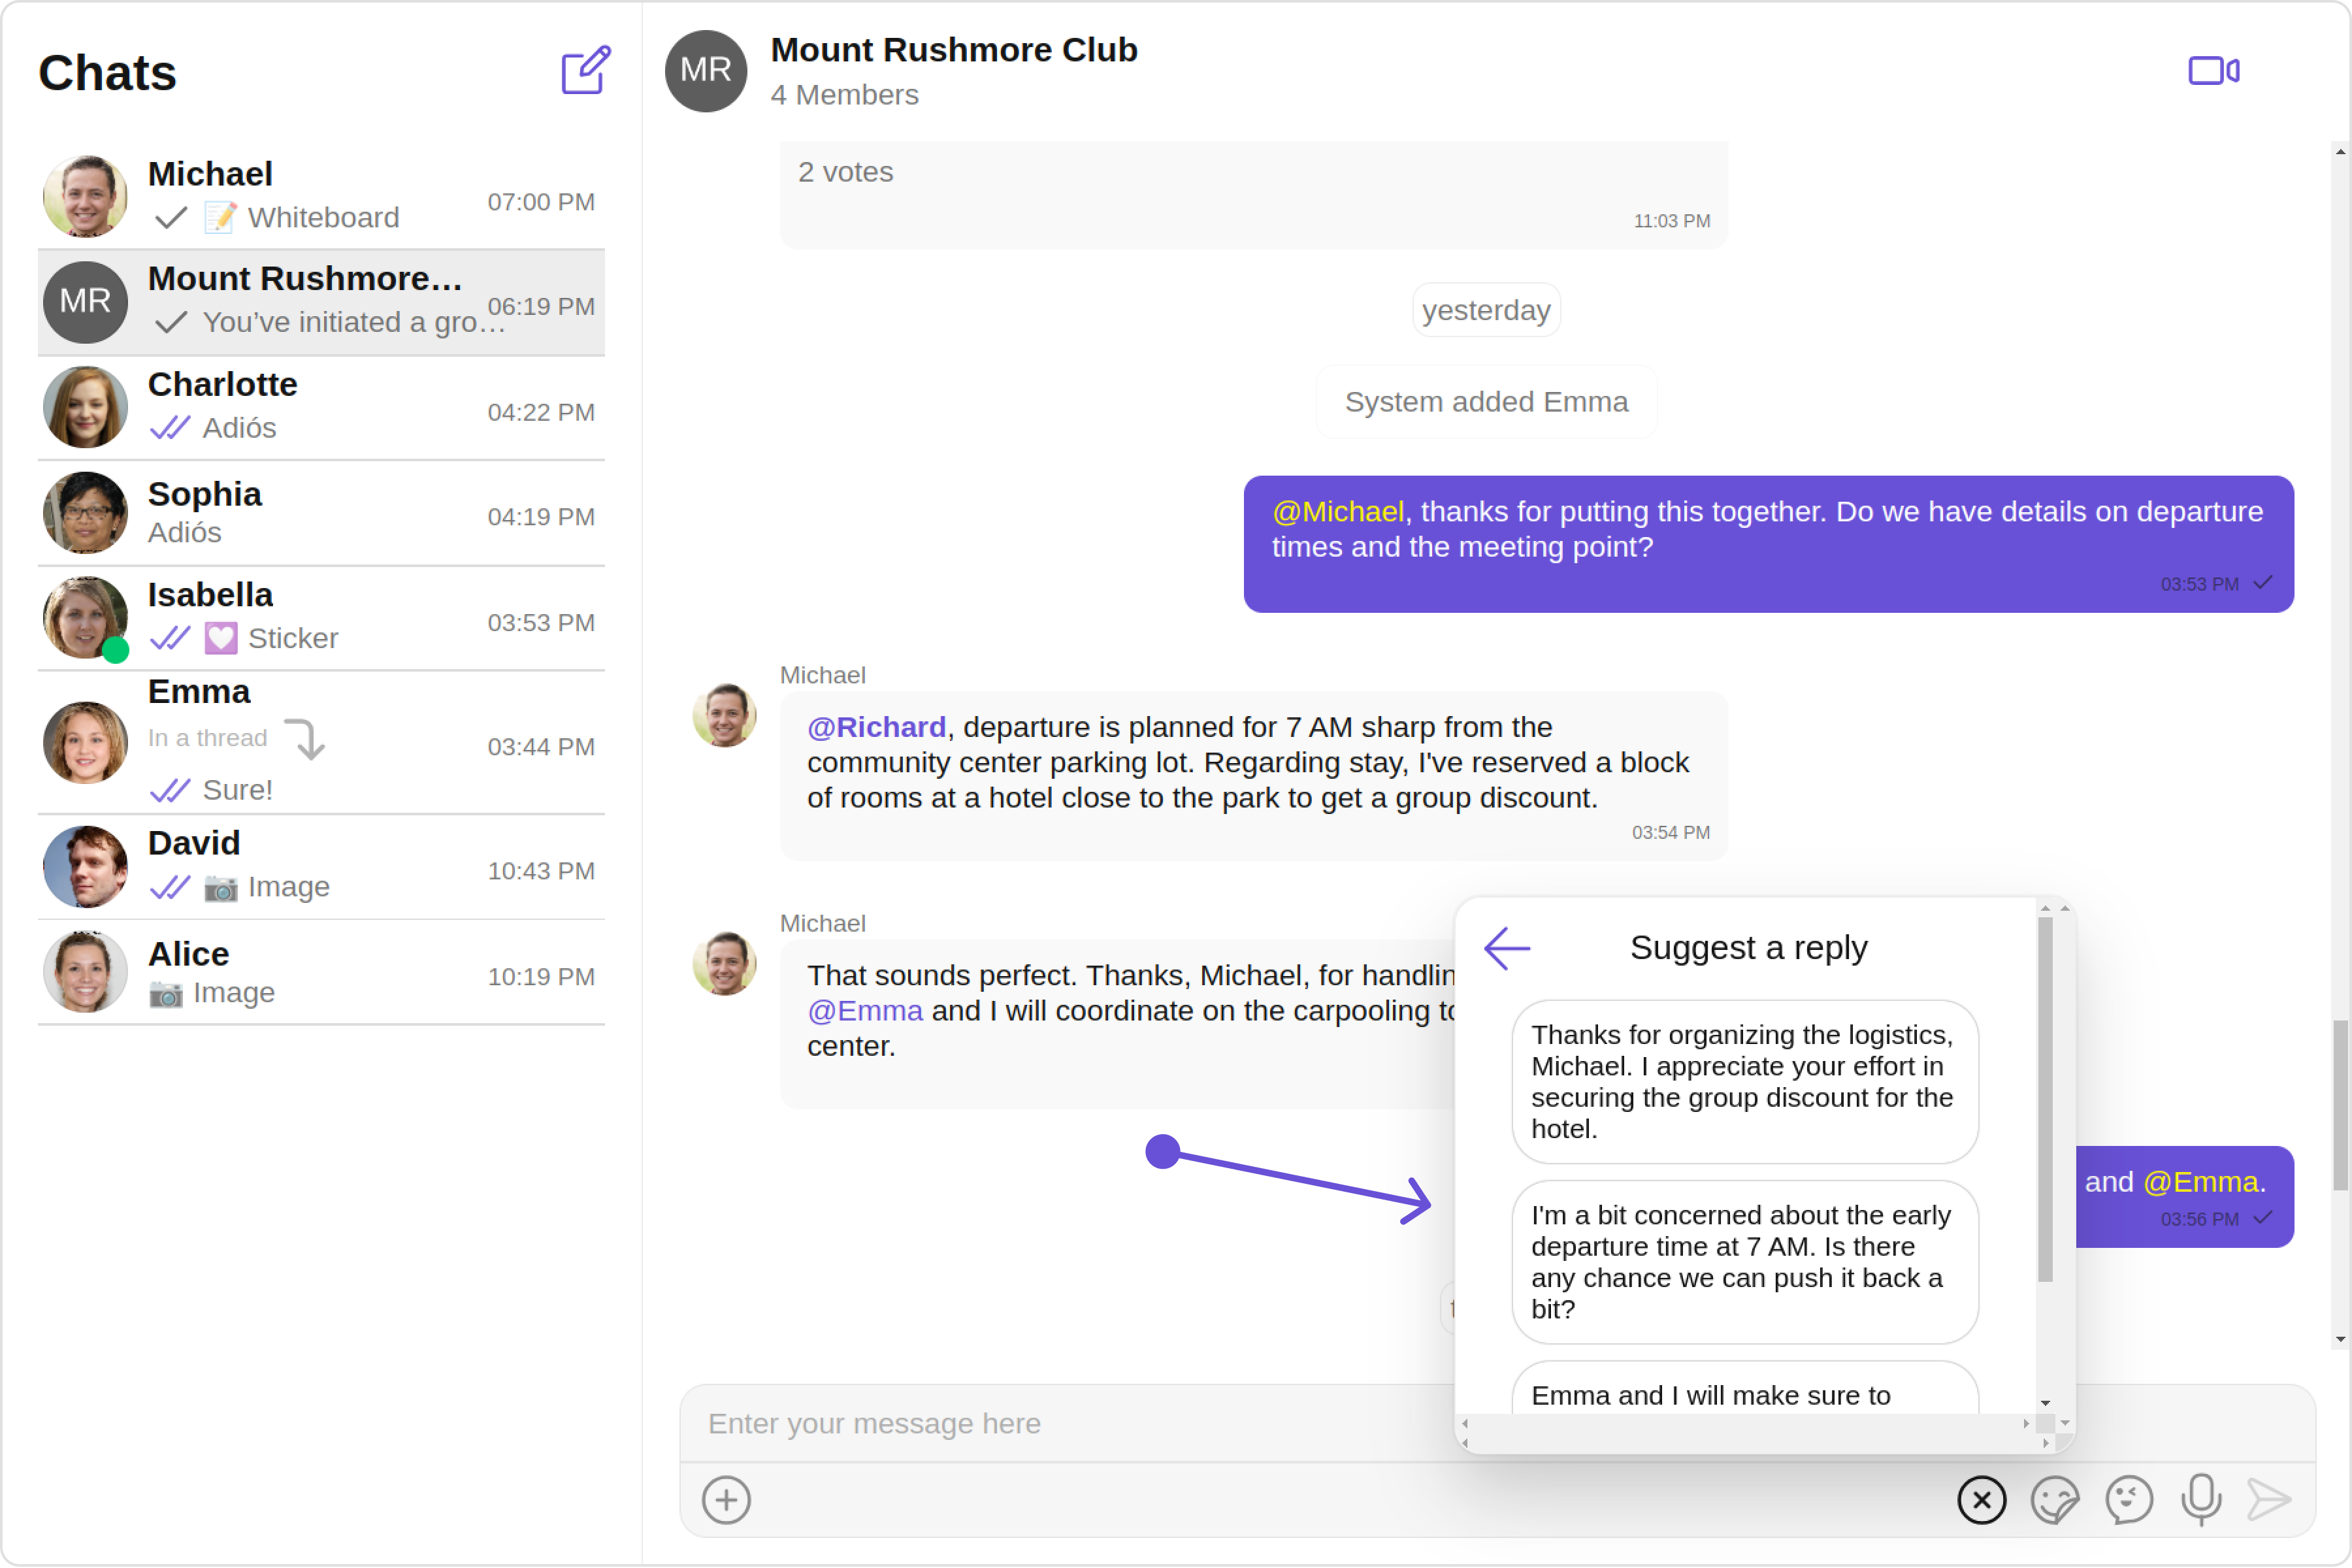 Chats
Michael
Whiteboard
07:00 PM
MR
Mount Rushmore…
You’ve initiated a gro…
06:19 PM
Charlotte
Adiós
04:22 PM
Sophia
Adiós
04:19 PM
Isabella
Sticker
03:53 PM
Emma
In a thread
Sure!
03:44 PM
David
Image
10:43 PM
Alice
Image
10:19 PM
MR
Mount Rushmore Club
4 Members
2 votes
11:03 PM
yesterday
System added Emma
@Michael, thanks for putting this together. Do we have details on departure
times and the meeting point?
03:53 PM
Michael
@Richard, departure is planned for 7 AM sharp from the
community center parking lot. Regarding stay, I've reserved a block
of rooms at a hotel close to the park to get a group discount.
03:54 PM
Michael
That sounds perfect. Thanks, Michael, for
@Emma and I will coordinate on the carpooling
center.
and @Emma.
03:56 PM
Suggest a reply
Thanks for organizing the logistics,
Michael. I appreciate your effort in
securing the group discount for the
hotel.
I'm a bit concerned about the early
departure time at 7 AM. Is there
any chance we can push it back a
bit?
Emma and I will make sure to
Enter your message here